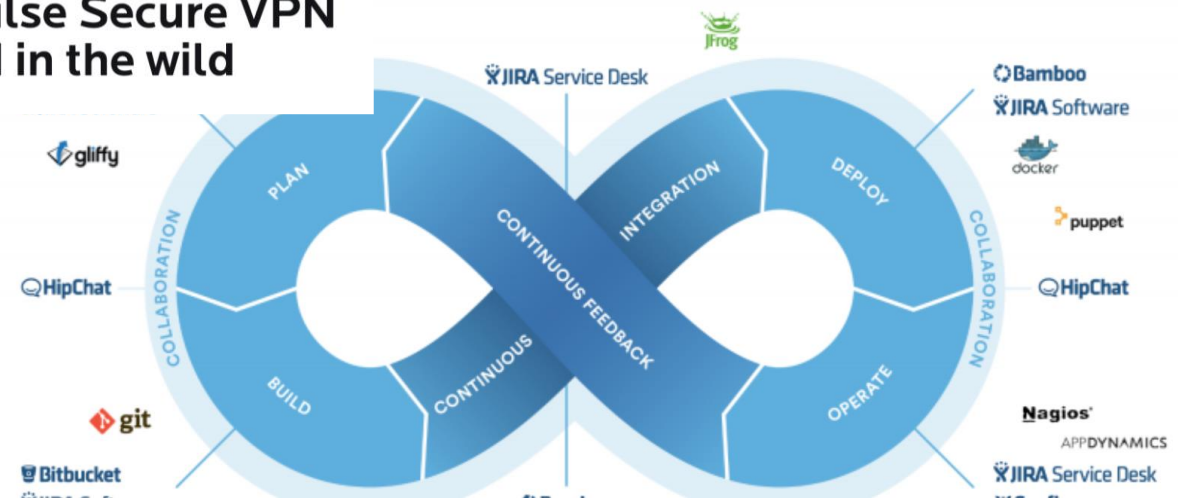 Secure VPN
in the wild
JFrog
JIRA Service Desk
Bamboo
JIRA Software
gliffy
docker
PLAN
INTEGRATION
DEPLOY
puppet
COLLABORATION
CONTINUOUS FEEDBACK
COLLABORATION
HipChat
HipChat
CONTINUOUS
BUILD
OPERATE
git
Nagios
APPDYNAMICS
Bitbucket
JIRA Service Desk